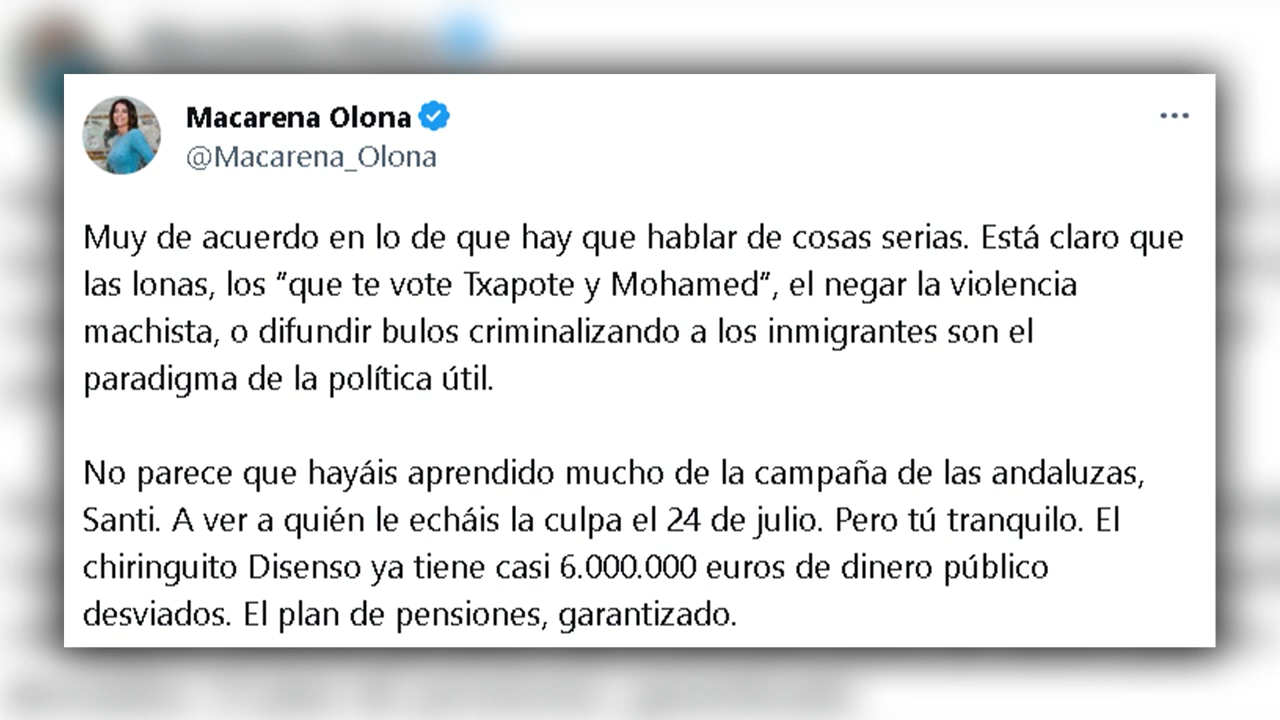 Macarena Olona
@Macarena_Olona
Muy de acuerdo en lo de que hay que hablar de cosas serias. Está claro que
las lonas, los "que te vote Txapote y Mohamed", el negar la violencia
machista, o difundir bulos criminalizando a los inmigrantes son el
paradigma de la política útil.
No parece que hayáis aprendido mucho de la campaña de las andaluzas,
Santi. A ver a quién le echáis la culpa el 24 de julio. Pero tú tranquilo. El
chiringuito Disenso ya tiene casi 6.000.000 euros de dinero público
desviados. El plan de pensiones, garantizado.